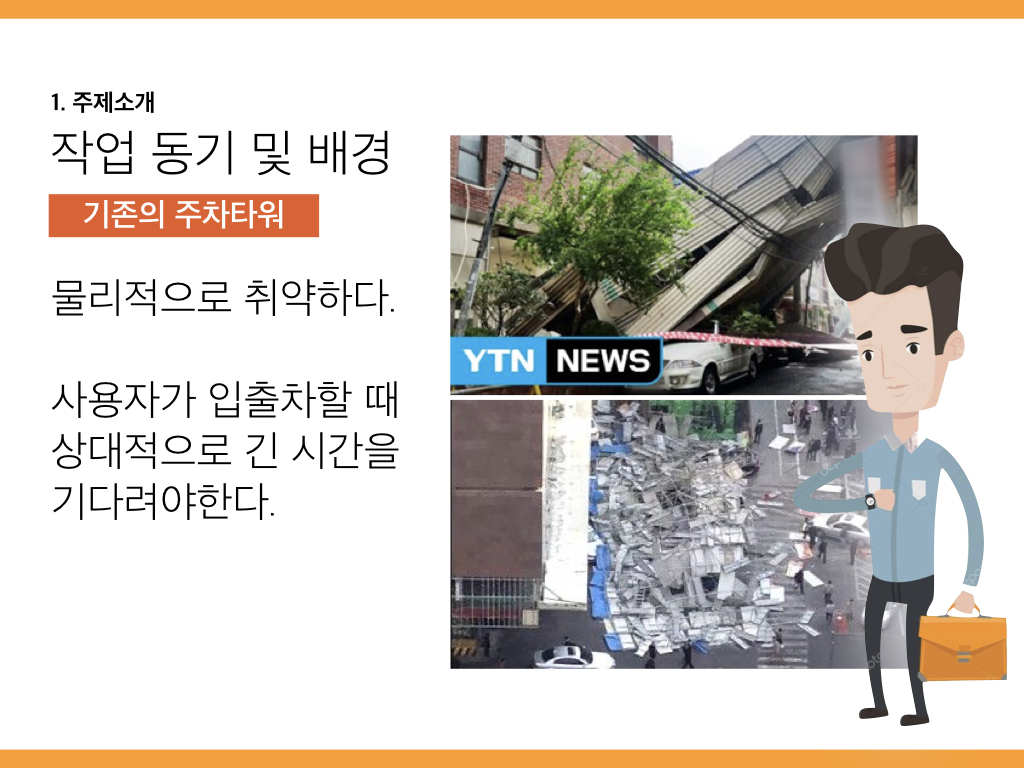 1. 주제소개
작업 동기 및 배경
기존의 주차타워
물리적으로 취약하다.
사용자가 입출차할 때
상대적으로 긴 시간을
기다려야한다.
YTN NEWS